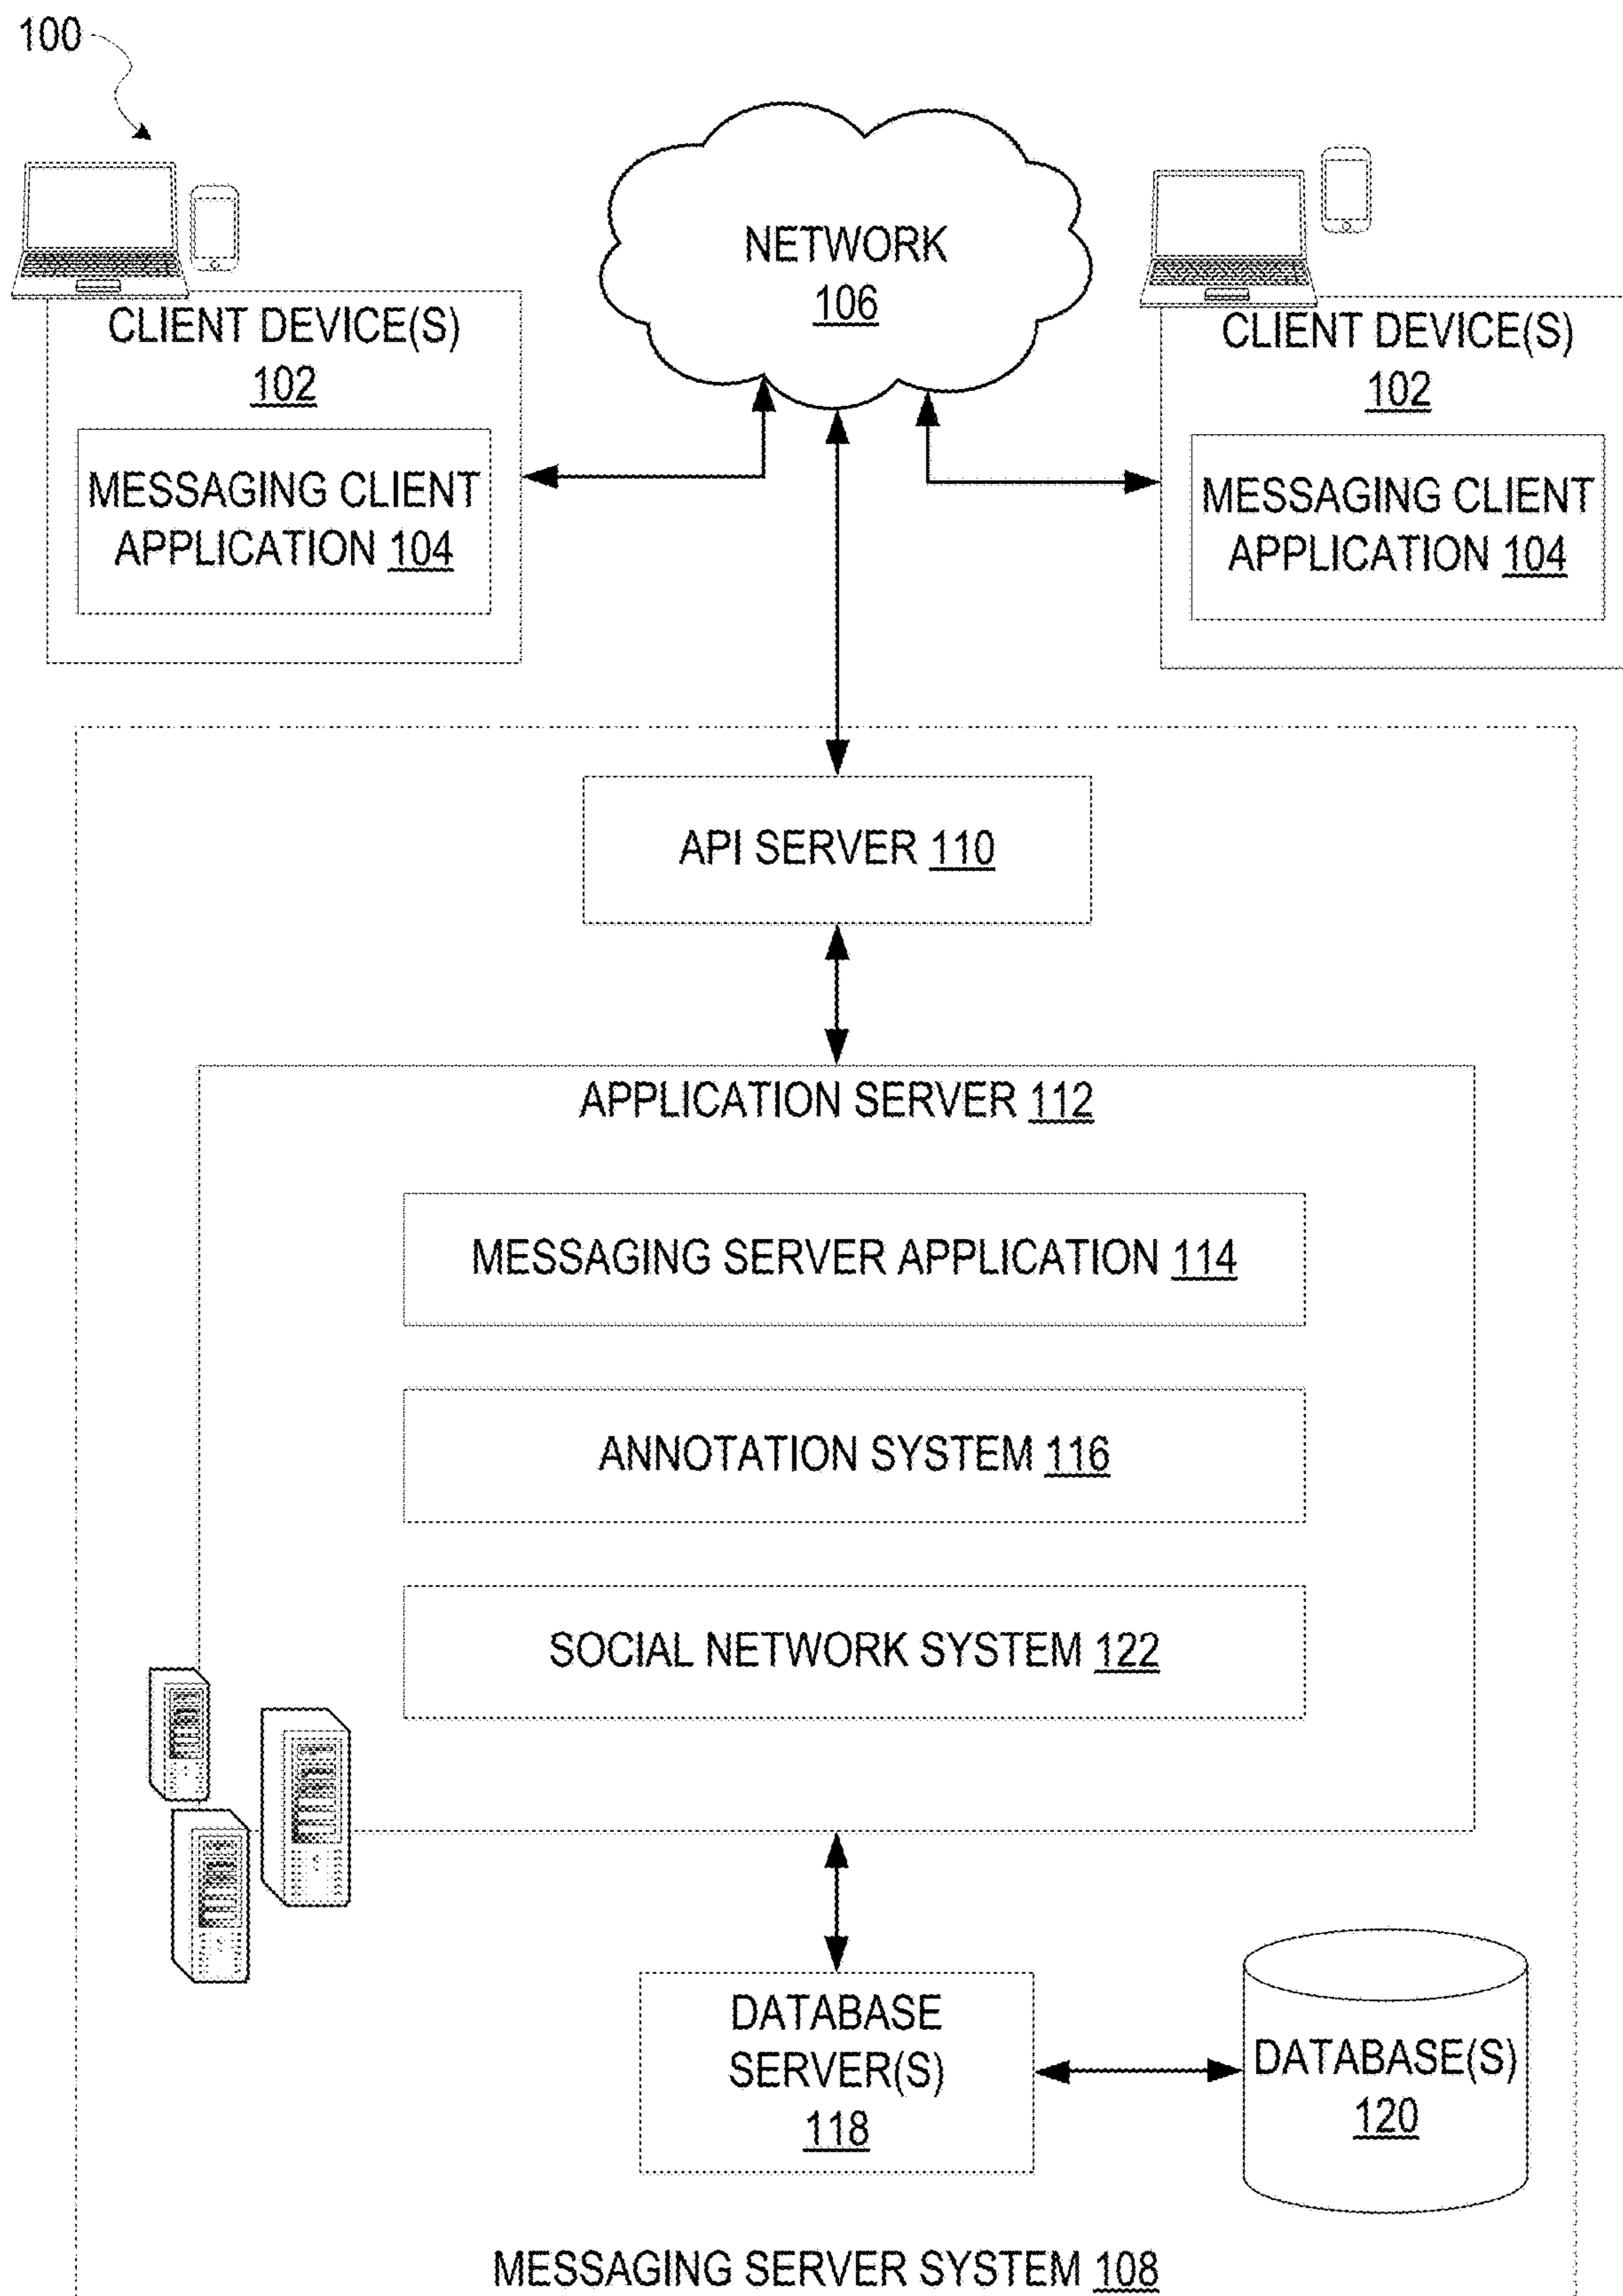 100
NETWORK
106
CLIENT DEVICE(S)
102
MESSAGING CLIENT
APPLICATION 104
CLIENT DEVICE(S)
102
MESSAGING CLIENT
APPLICATION 104
API SERVER 110
APPLICATION SERVER 112
MESSAGING SERVER APPLICATION 114
ANNOTATION SYSTEM 116
SOCIAL NETWORK SYSTEM 122
DATABASE
SERVER(S)
118
DATABASE(S)
120
MESSAGING SERVER SYSTEM 108